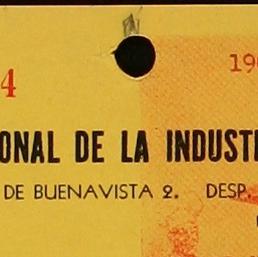 4 19
ONAL DE LA INDUST
DE BUENAVISTA 2. DESP.